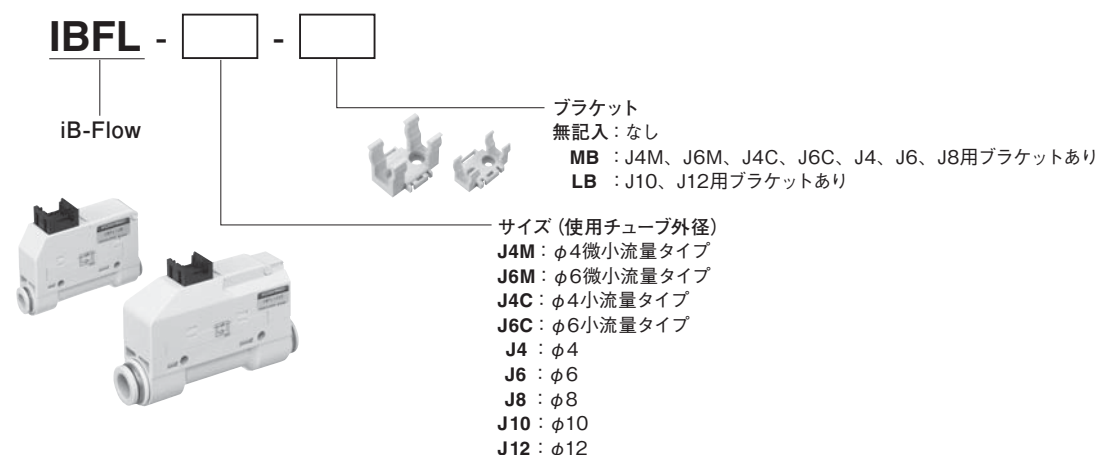 IBFL - -
iB-Flow
ブラケット
無記入：なし
MB ：J4M、J6M、J4C、J6C、J4、J6、J8用ブラケットあり
LB ：J10、J12用ブラケットあり
サイズ（使用チューブ外径）
J4M：φ4微小流量タイプ
J6M：φ6微小流量タイプ
J4C：φ4小流量タイプ
J6C：φ6小流量タイプ
J4 ：φ4
J6 ：φ6
J8 ：φ8
J10：φ10
J12：φ12